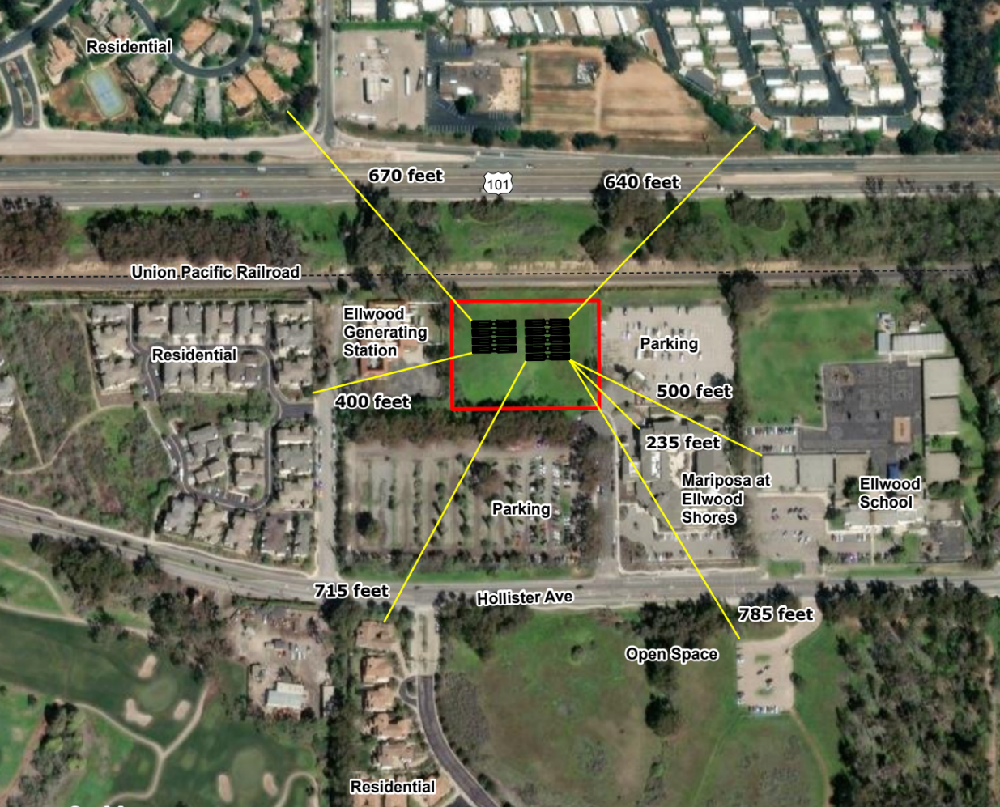 Residential
670 feet
101
640 feet
Union Pacific Railroad
Ellwood
Generating
Station
Residential
Parking
400 feet
500 feet
235 feet
Mariposa at
Ellwood
Shores
Ellwood
School
Parking
715 feet
Hollister Ave
785 feet
Open Space
Residential